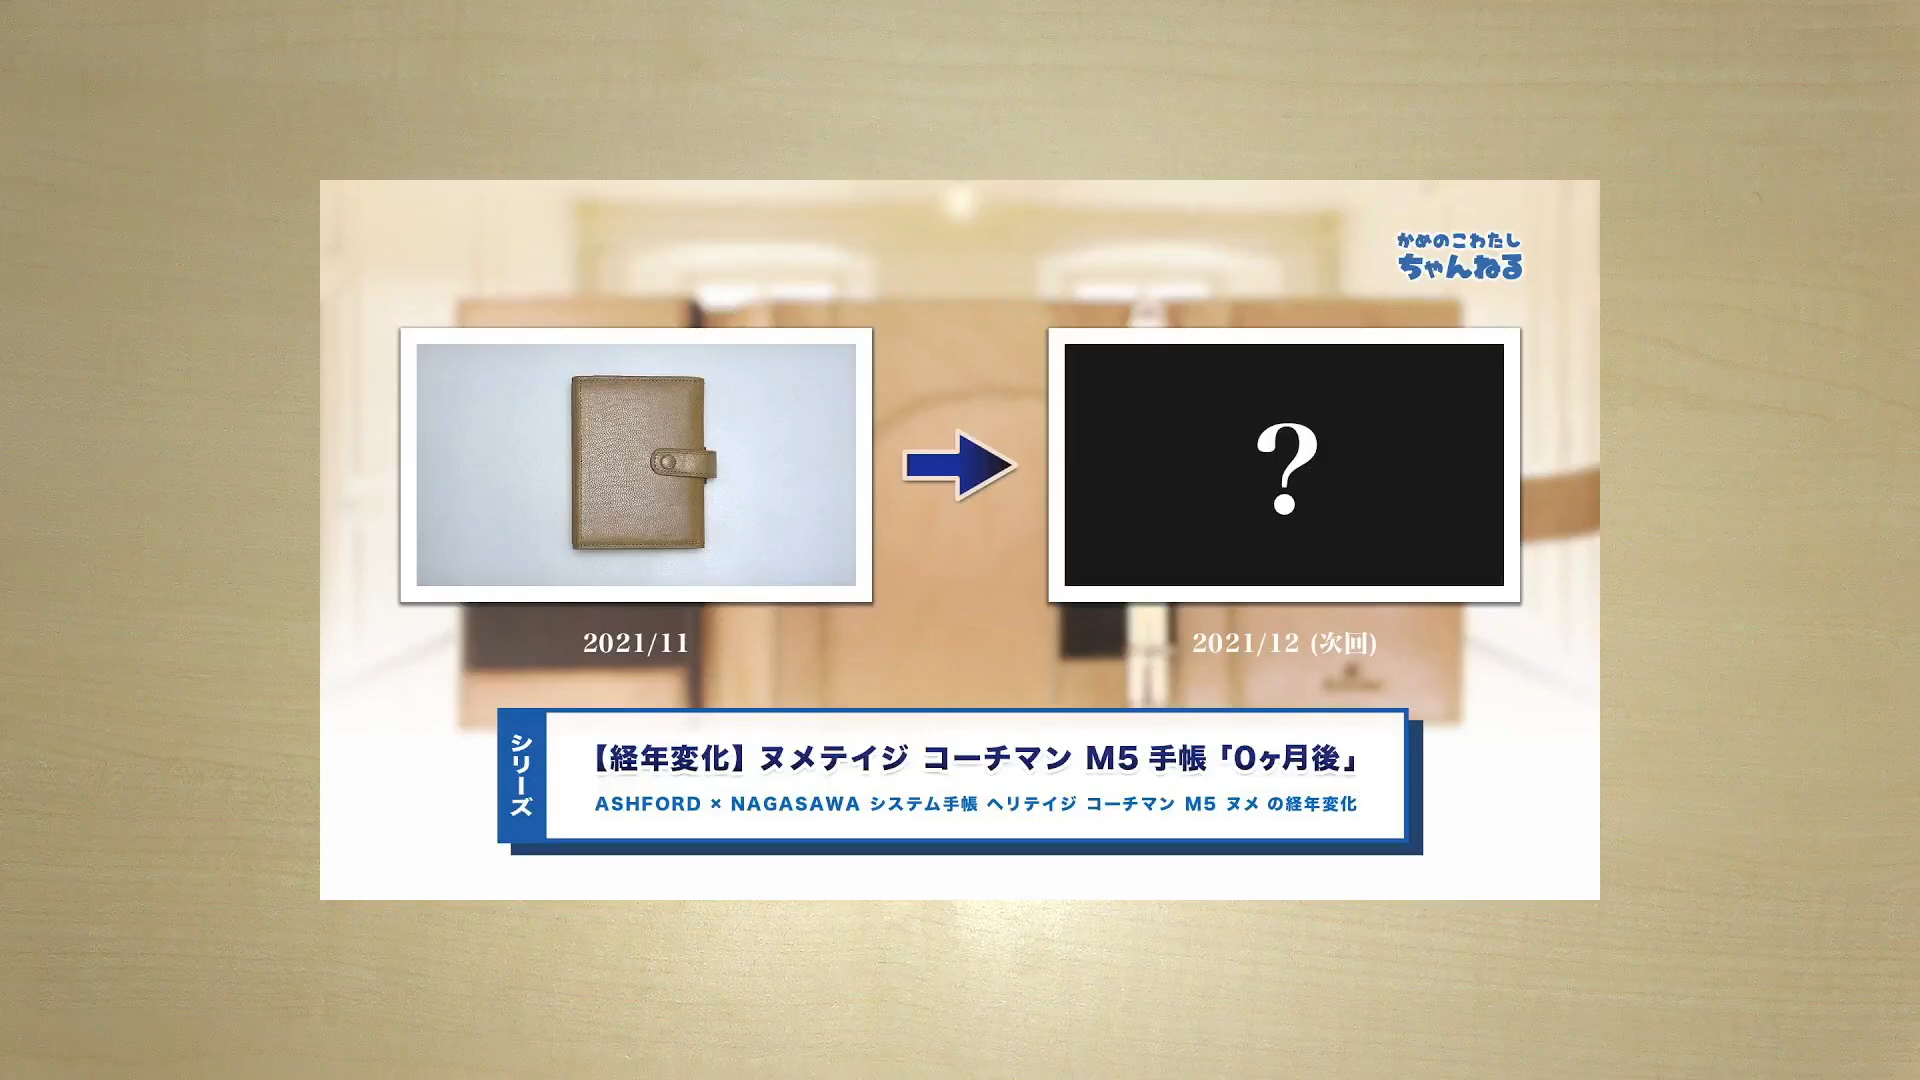 かめのこわたし
ちゃんねる
?
2021/11
2021/12 (次回)
シリーズ
【経年変化】ヌメテイジ コーチマン M5 手帳「0ヶ月後」
ASHFORD × NAGASAWA システム手帳 ヘリテイジ コーチマン M5 ヌメ の経年変化